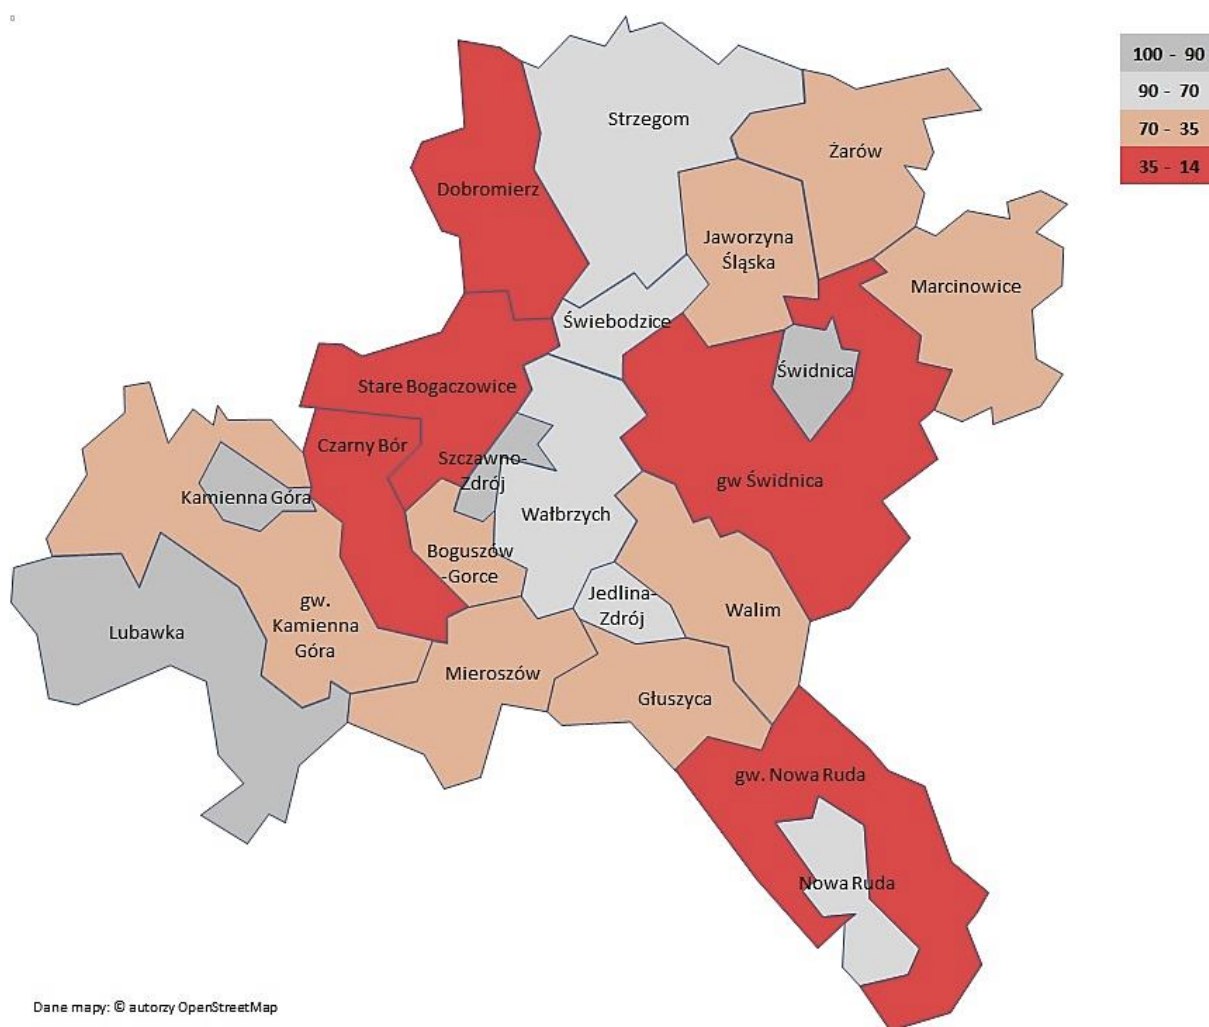 100 - 90
90 - 70
70 - 35
35 - 14
Strzegom
Żarów
Dobromierz
Jaworzyna
Śląska
Marcinowice
Świebodzice
Świdnica
Stare Bogaczowice
Czarny Bór
Szczawno-
Zdrój
gw Świdnica
Kamienna Góra
Wałbrzych
Boguszów
-Gorce
Jedlina-
Zdrój
Walim
gw.
Kamienna
Góra
Lubawka
Mieroszów
Głuszyca
gw. Nowa Ruda
Nowa Ruda
Dane mapy: © autorzy OpenStreetMap